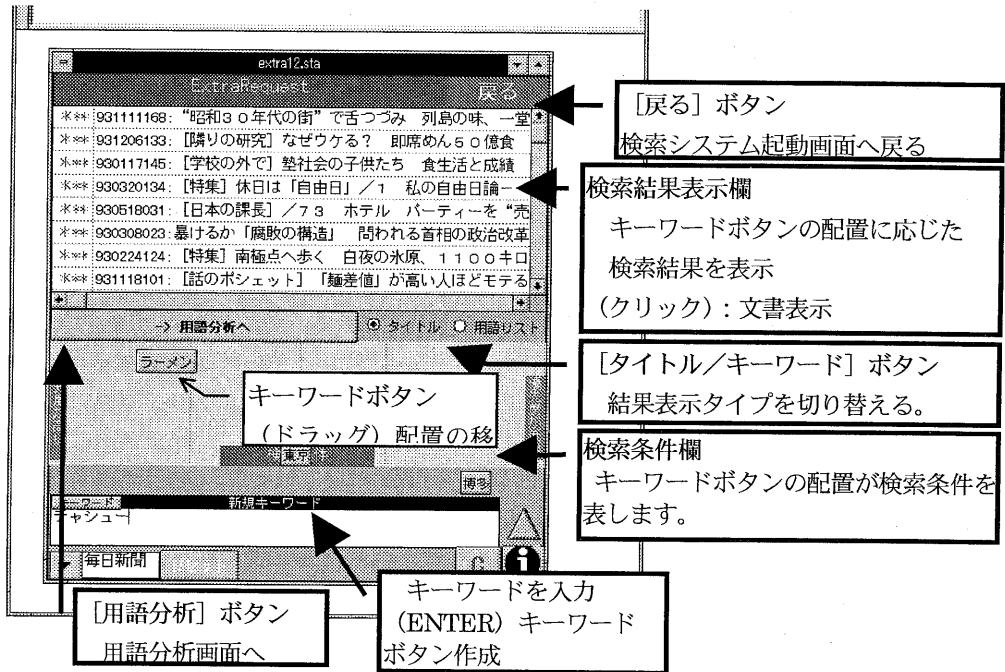 extra12.sta
ExtraRequest 戻る
*** 931111168: “昭和30年代の街”で舌つづみ 列島の味、一堂
*** 931206133: [隣りの研究] なぜウケる? 即席めん50億食
*** 930117145: [学校の外で] 塾社会の子供たち 食生活と成績
*** 930320134: [特集] 休日は「自由日」/1 私の自由日論―
*** 930518031: [日本の課長] /73 ホテル パーティーを“売
*** 930308023: 暴けるか「腐敗の構造」 問われる首相の政治改革
*** 930224124: [特集] 南極点へ歩く 白夜の氷原、1100キロ
*** 931118101: [話のポシェット] 「麺差値」が高い人ほどモテる
-> 用語分析へ
タイトル 用語リスト
ラーメン
東京
博多
キーワード 新規キーワード
チャシュー
毎日新聞
C
i
[戻る] ボタン
検索システム起動画面へ戻る
検索結果表示欄
キーワードボタンの配置に応じた
検索結果を表示
(クリック):文書表示
[タイトル/キーワード] ボタン
結果表示タイプを切り替える。
キーワードボタン
(ドラッグ) 配置の移
検索条件欄
キーワードボタンの配置が検索条件を
表します。
[用語分析] ボタン
用語分析画面へ
キーワードを入力
(ENTER) キーワード
ボタン作成